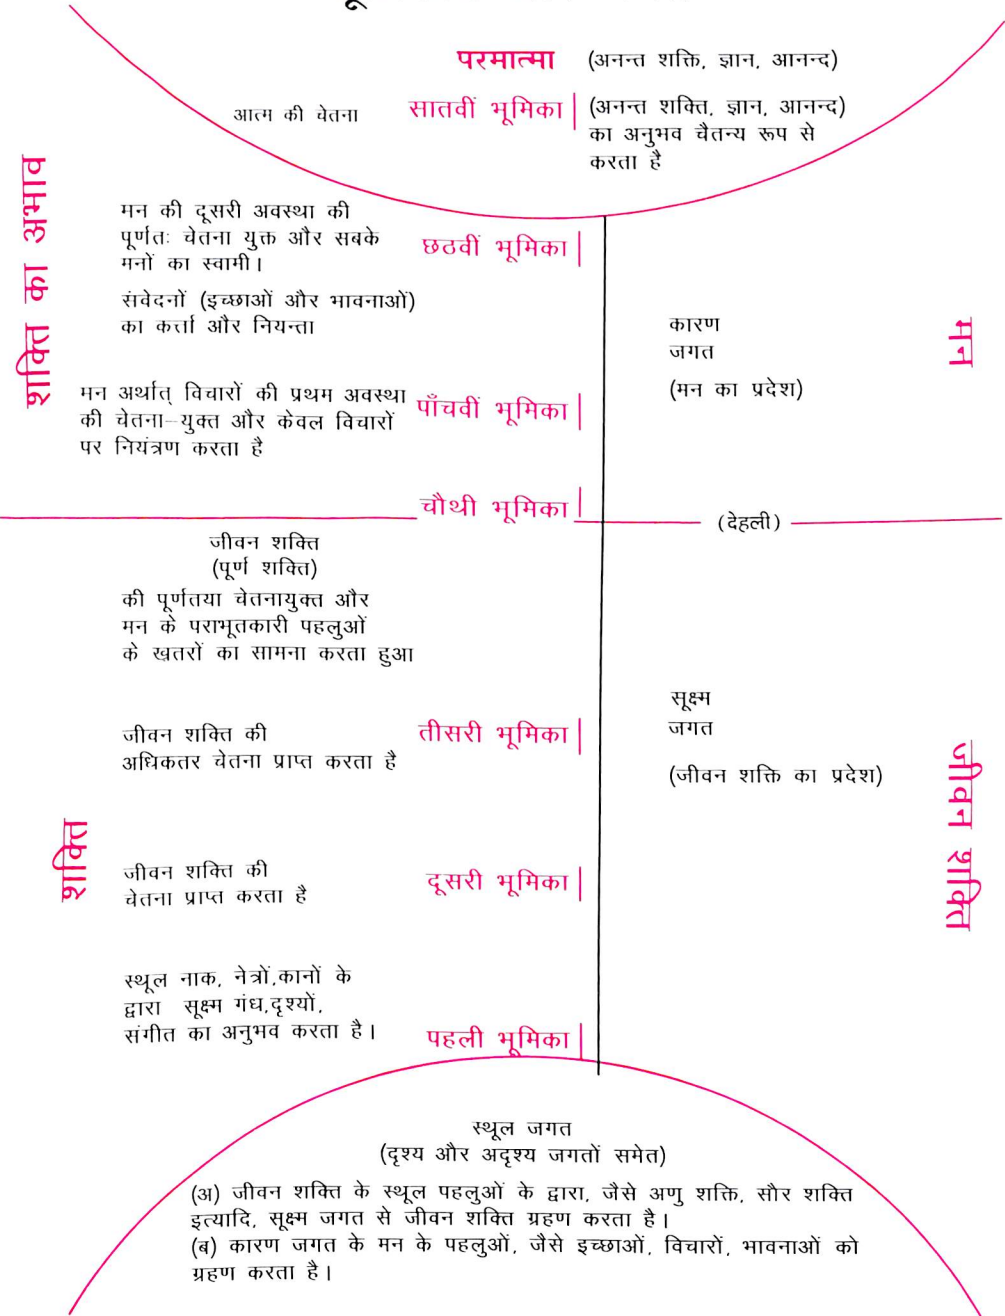 परमात्मा (अनन्त शक्ति, ज्ञान, आनन्द)
आत्म की चेतना सातवीं भूमिका (अनन्त शक्ति, ज्ञान, आनन्द)
का अनुभव चैतन्य रूप से
करता है
शक्ति का अभाव
मन की दूसरी अवस्था की
पूर्णतः चेतना युक्त और सबके
मनों का स्वामी।
छठवीं भूमिका
संवेदनों (इच्छाओं और भावनाओं)
का कर्त्ता और नियन्ता
कारण
जगत
(मन का प्रदेश)
मन
मन अर्थात् विचारों की प्रथम अवस्था
की चेतना-युक्त और केवल विचारों
पर नियंत्रण करता है
पाँचवीं भूमिका
चौथी भूमिका
(देहली)
जीवन शक्ति
(पूर्ण शक्ति)
की पूर्णतया चेतनायुक्त और
मन के पराभूतकारी पहलुओं
के खतरों का सामना करता हुआ
सूक्ष्म
जगत
(जीवन शक्ति का प्रदेश)
जीवन शक्ति
जीवन शक्ति की
अधिकतर चेतना प्राप्त करता है
तीसरी भूमिका
शक्ति
जीवन शक्ति की
चेतना प्राप्त करता है
दूसरी भूमिका
स्थूल नाक, नेत्रों,कानों के
द्वारा सूक्ष्म गंध,दृश्यों,
संगीत का अनुभव करता है।
पहली भूमिका
स्थूल जगत
(दृश्य और अदृश्य जगतों समेत)
(अ) जीवन शक्ति के स्थूल पहलुओं के द्वारा, जैसे अणु शक्ति, सौर शक्ति
इत्यादि, सूक्ष्म जगत से जीवन शक्ति ग्रहण करता है।
(ब) कारण जगत के मन के पहलुओं, जैसे इच्छाओं, विचारों, भावनाओं को
ग्रहण करता है।